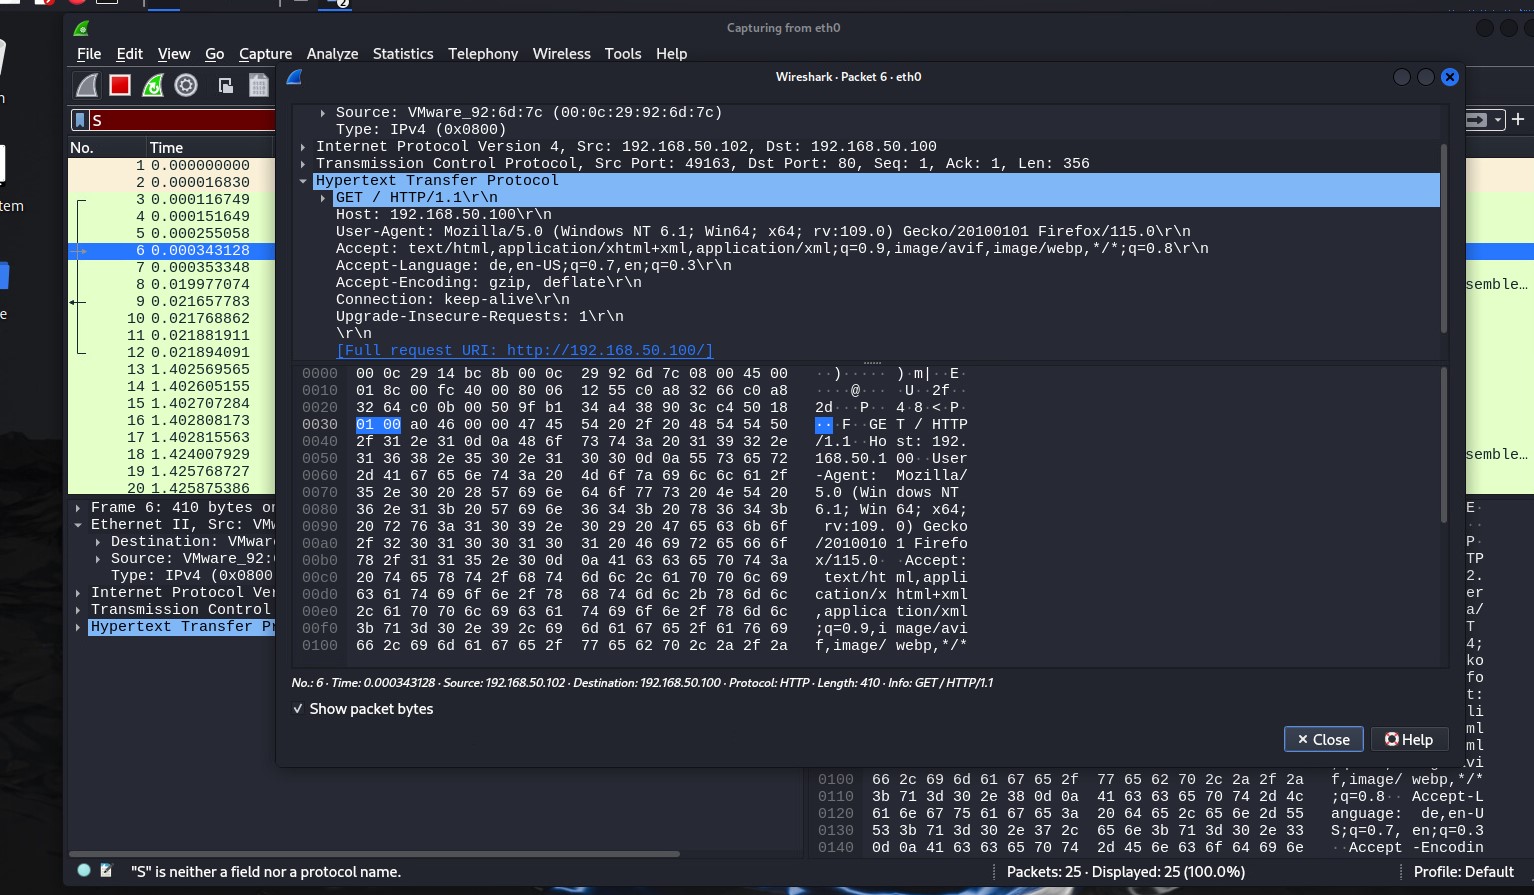 2
Capturing from eth0
File Edit View Go Capture Analyze Statistics Telephony Wireless Tools Help
Wireshark · Packet 6 · eth0
S
+
No. Time
1 0.000000000
2 0.000016830
3 0.000116749
4 0.000151649
5 0.000255058
6 0.000343128
7 0.000353348
8 0.019977074
9 0.021657783
10 0.021768862
11 0.021881911
12 0.021894091
13 1.402569565
14 1.402605155
15 1.402707284
16 1.402808173
17 1.402815563
18 1.424007929
19 1.425768727
20 1.425875386
semble…
semble…
Source: VMware_92:6d:7c (00:0c:29:92:6d:7c)
Type: IPv4 (0x0800)
Internet Protocol Version 4, Src: 192.168.50.102, Dst: 192.168.50.100
Transmission Control Protocol, Src Port: 49163, Dst Port: 80, Seq: 1, Ack: 1, Len: 356
Hypertext Transfer Protocol
GET / HTTP/1.1\r\n
Host: 192.168.50.100\r\n
User-Agent: Mozilla/5.0 (Windows NT 6.1; Win64; x64; rv:109.0) Gecko/20100101 Firefox/115.0\r\n
Accept: text/html,application/xhtml+xml,application/xml;q=0.9,image/avif,image/webp,*/*;q=0.8\r\n
Accept-Language: de,en-US;q=0.7,en;q=0.3\r\n
Accept-Encoding: gzip, deflate\r\n
Connection: keep-alive\r\n
Upgrade-Insecure-Requests: 1\r\n
\r\n
[Full request URI: http://192.168.50.100/]
0000 00 0c 29 14 bc 8b 00 0c 29 92 6d 7c 08 00 45 00 ··)····· )·m|··E·
0010 01 8c 00 fc 40 00 80 06 12 55 c0 a8 32 66 c0 a8 ····@··· ·U··2f··
0020 32 64 c0 0b 00 50 9f b1 34 a4 38 90 3c c4 50 18 2d···P·· 4·8·<·P·
0030 01 00 a0 46 00 00 47 45 54 20 2f 20 48 54 54 50 ···F··GE T / HTTP
0040 2f 31 2e 31 0d 0a 48 6f 73 74 3a 20 31 39 32 2e /1.1··Ho st: 192.
0050 31 36 38 2e 35 30 2e 31 30 30 0d 0a 55 73 65 72 168.50.1 00··User
0060 2d 41 67 65 6e 74 3a 20 4d 6f 7a 69 6c 6c 61 2f -Agent: Mozilla/
0070 35 2e 30 20 28 57 69 6e 64 6f 77 73 20 4e 54 20 5.0 (Win dows NT
0080 36 2e 31 3b 20 57 69 6e 36 34 3b 20 78 36 34 3b 6.1; Win 64; x64;
0090 20 72 76 3a 31 30 39 2e 30 29 20 47 65 63 6b 6f rv:109. 0) Gecko
00a0 2f 32 30 31 30 30 31 30 31 20 46 69 72 65 66 6f /2010010 1 Firefo
00b0 78 2f 31 31 35 2e 30 0d 0a 41 63 63 65 70 74 3a x/115.0· ·Accept:
00c0 20 74 65 78 74 2f 68 74 6d 6c 2c 61 70 70 6c 69 text/ht ml,appli
00d0 63 61 74 69 6f 6e 2f 78 68 74 6d 6c 2b 78 6d 6c cation/x html+xml
00e0 2c 61 70 70 6c 69 63 61 74 69 6f 6e 2f 78 6d 6c ,applica tion/xml
00f0 3b 71 3d 30 2e 39 2c 69 6d 61 67 65 2f 61 76 69 ;q=0.9,i mage/avi
0100 66 2c 69 6d 61 67 65 2f 77 65 62 70 2c 2a 2f 2a f,image/ webp,*/*
No.: 6 · Time: 0.000343128 · Source: 192.168.50.102 · Destination: 192.168.50.100 · Protocol: HTTP · Length: 410 · Info: GET / HTTP/1.1
✓ Show packet bytes
Close
Help
Frame 6: 410 bytes on
Ethernet II, Src: VMw
Destination: VMware
Source: VMware_92:
Type: IPv4 (0x0800
Internet Protocol Ver
Transmission Control
Hypertext Transfer Pr
E·
··
P·
TP
2.
er
a/
T
4;
ko
fo
t:
li
ml
ml
vi
0100 66 2c 69 6d 61 67 65 2f 77 65 62 70 2c 2a 2f 2a f,image/ webp,*/*
0110 3b 71 3d 30 2e 38 0d 0a 41 63 63 65 70 74 2d 4c ;q=0.8·· Accept-L
0120 61 6e 67 75 61 67 65 3a 20 64 65 2c 65 6e 2d 55 anguage: de,en-U
0130 53 3b 71 3d 30 2e 37 2c 65 6e 3b 71 3d 30 2e 33 S;q=0.7, en;q=0.3
0140 0d 0a 41 63 63 65 70 74 2d 45 6e 63 6f 64 69 6e ··Accept -Encodin
tem
n
e
"S" is neither a field nor a protocol name.
Packets: 25 · Displayed: 25 (100.0%)
Profile: Default